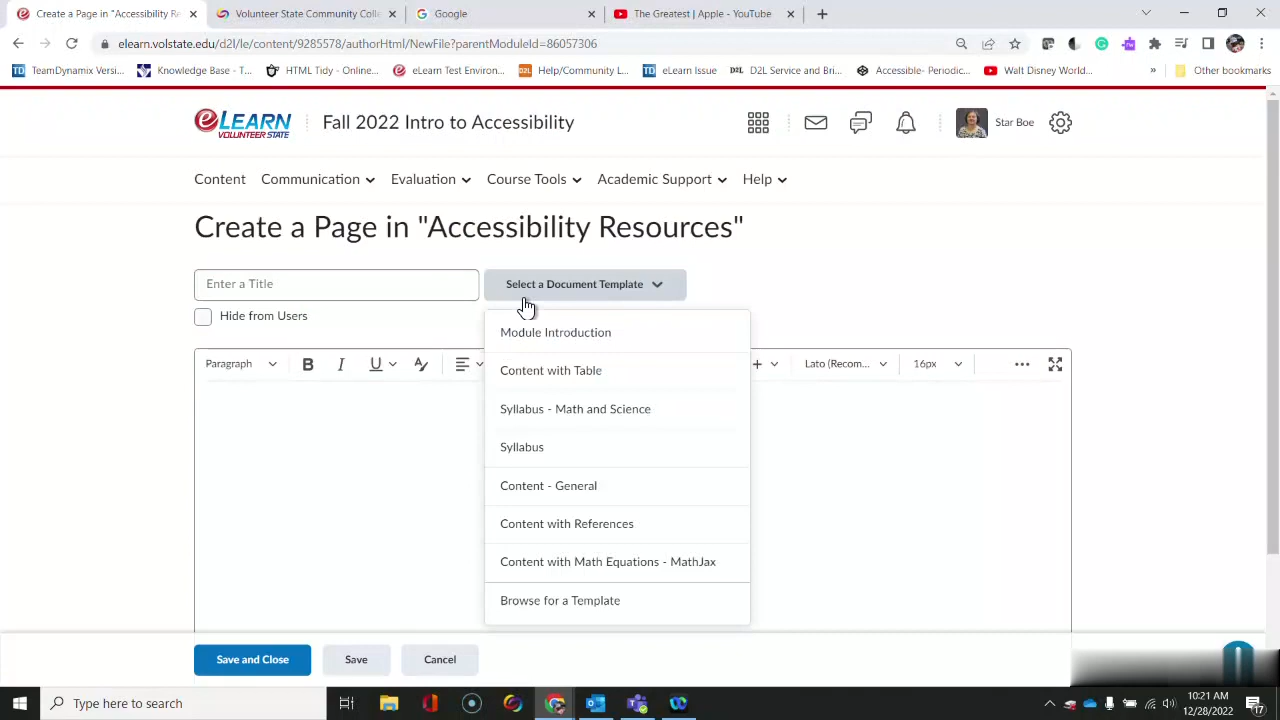 Create a Page in "Accessibility Re
Volunteer State Community Colle
Google
The Greatest | Apple - YouTube
elearn.volstate.edu/d2l/le/content/9285578/authorHtml/NewFile?parentModuleId=86057306
TeamDynamix Version...
Knowledge Base - T...
HTML Tidy - Online...
eLearn Test Environ...
Help/Community L...
eLearn Issue
D2L Service and Bri...
Accessible- Periodic...
Walt Disney World...
»
Other bookmarks
eLEARN
VOLUNTEER STATE
Fall 2022 Intro to Accessibility
Star Boe
Content
Communication
Evaluation
Course Tools
Academic Support
Help
Create a Page in "Accessibility Resources"
Enter a Title
Select a Document Template
Hide from Users
Module Introduction
Paragraph
B
I
U
A
Lato (Recom...
16px
Content with Table
Syllabus - Math and Science
Syllabus
Content - General
Content with References
Content with Math Equations - MathJax
Browse for a Template
Save and Close
Save
Cancel
Type here to search
10:21 AM
12/28/2022